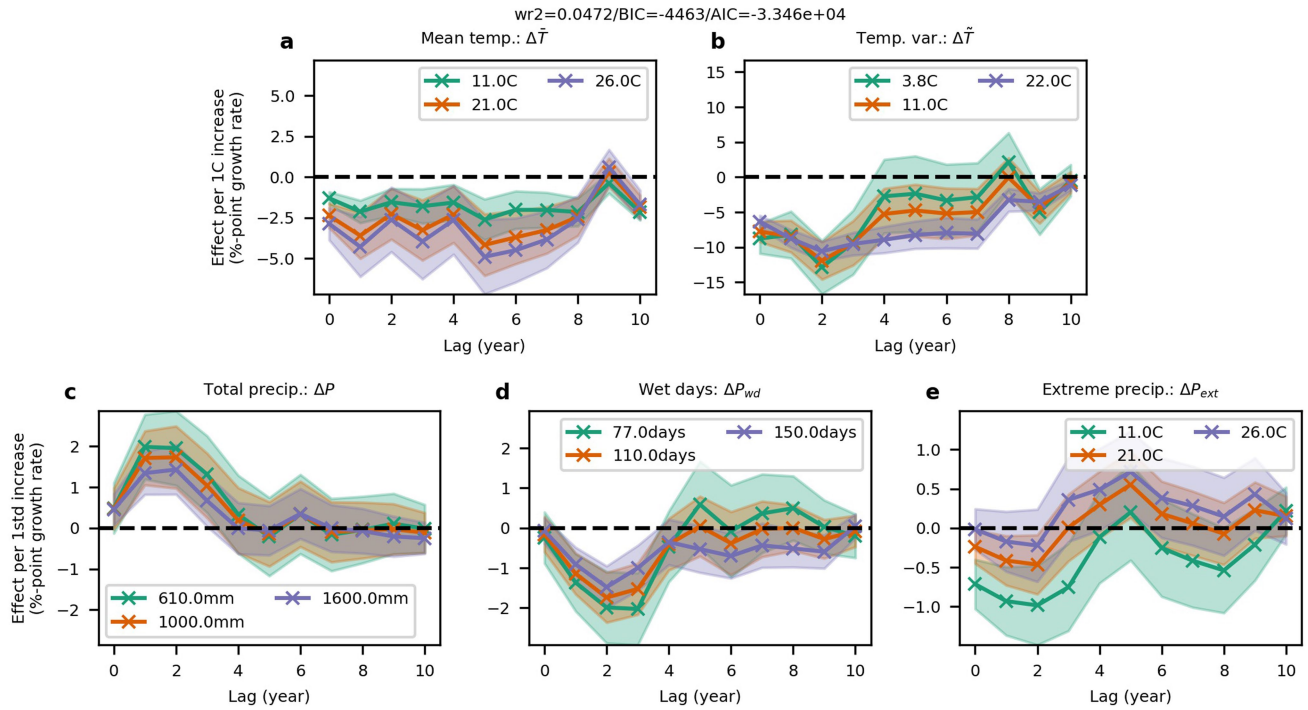 wr2=0.0472/BIC=-4463/AIC=-3.346e+04
a Mean temp.: ΔT̄
b Temp. var.: ΔT̃
11.0C 26.0C
21.0C
3.8C 22.0C
11.0C
Effect per 1C increase
(%-point growth rate)
5.0
2.5
0.0
−2.5
−5.0
15
10
5
0
−5
−10
−15
0 2 4 6 8 10
Lag (year)
0 2 4 6 8 10
Lag (year)
c Total precip.: ΔP
d Wet days: ΔP_wd
e Extreme precip.: ΔP_ext
Effect per 1std increase
(%-point growth rate)
2
1
0
−1
−2
610.0mm 1600.0mm
1000.0mm
0 2 4 6 8 10
Lag (year)
77.0days 150.0days
110.0days
2
1
0
−1
−2
0 2 4 6 8 10
Lag (year)
11.0C 26.0C
21.0C
1.0
0.5
0.0
−0.5
−1.0
0 2 4 6 8 10
Lag (year)